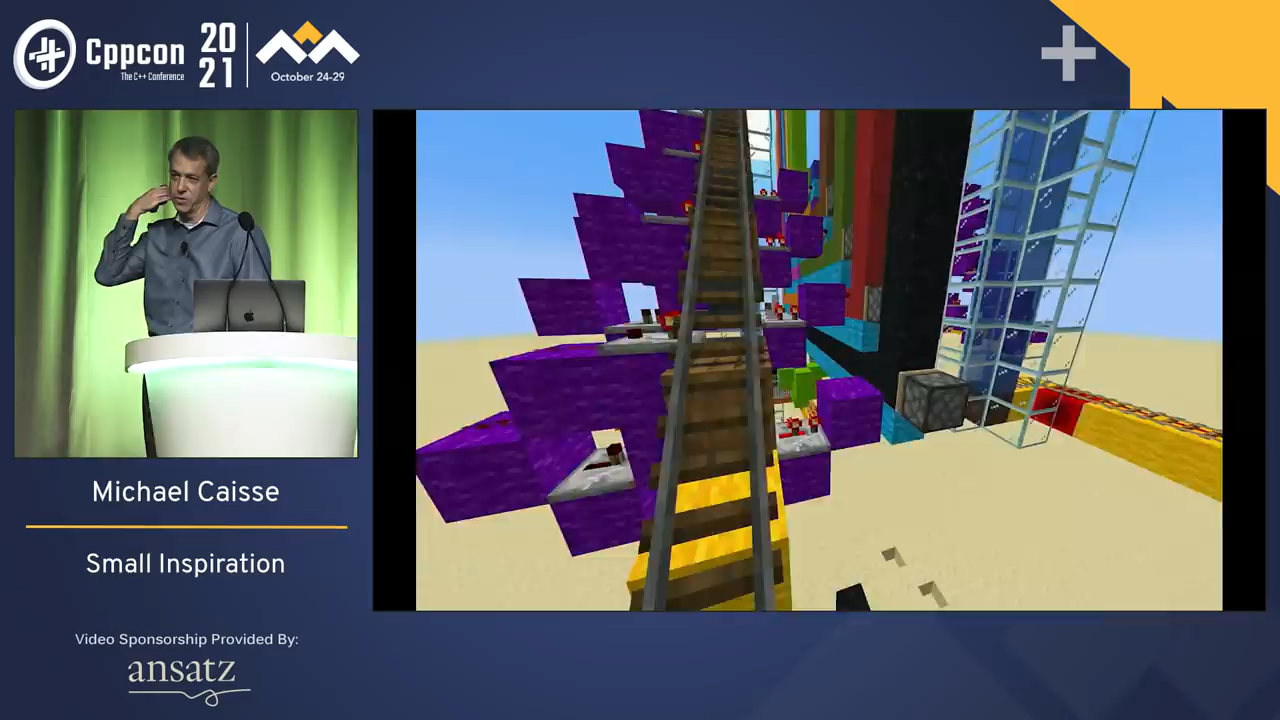 Cppcon
The C++ Conference
20
21
October 24-29
Michael Caisse
Small Inspiration
Video Sponsorship Provided By:
ansatz